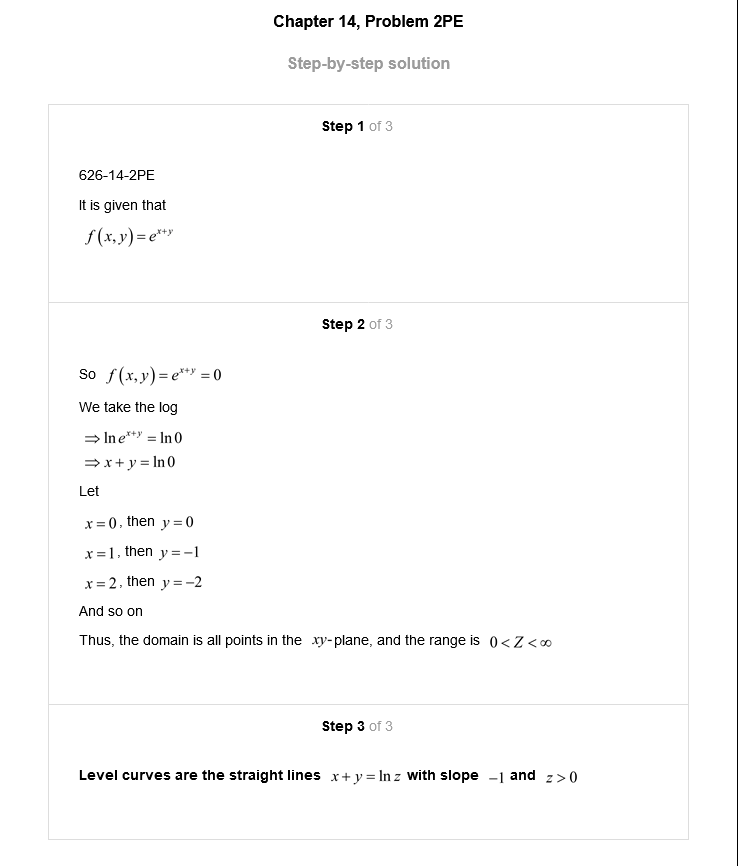 Chapter 14, Problem 2PE
Step-by-step solution
Step 1 of 3
626-14-2PE
It is given that
f(x, y) = e^{x+y}
Step 2 of 3
So f(x, y) = e^{x+y} = 0
We take the log
⇒ ln e^{x+y} = ln 0
⇒ x + y = ln 0
Let
x = 0, then y = 0
x = 1, then y = −1
x = 2, then y = −2
And so on
Thus, the domain is all points in the xy-plane, and the range is 0 < Z < ∞
Step 3 of 3
Level curves are the straight lines x + y = ln z with slope −1 and z > 0